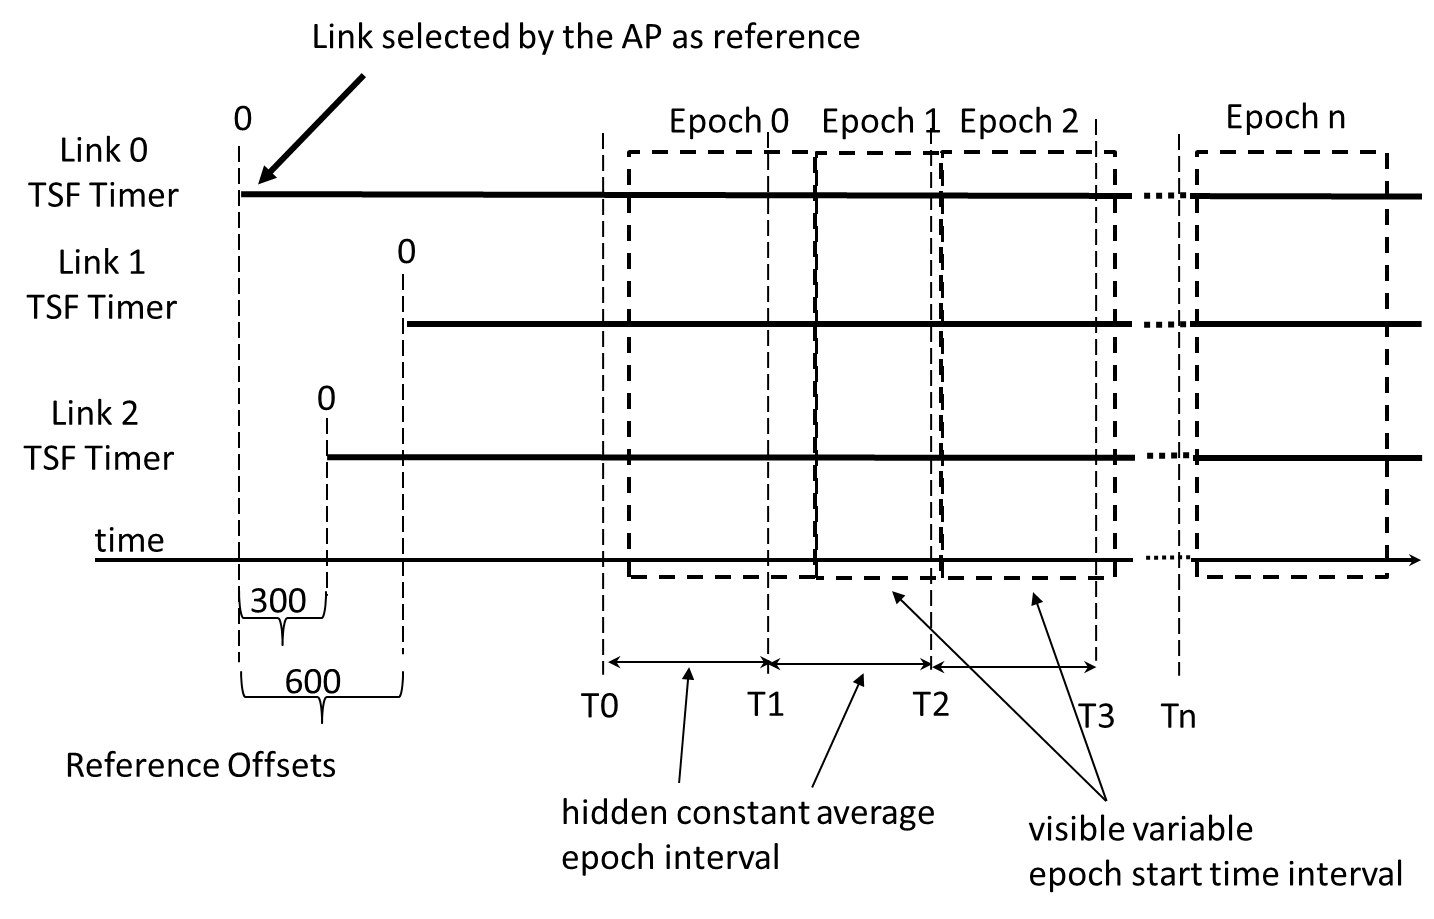 Link selected by the AP as reference
0
Epoch 0
Epoch 1
Epoch 2
Epoch n
Link 0
TSF Timer
0
Link 1
TSF Timer
0
Link 2
TSF Timer
time
300
600
T0
T1
T2
T3
Tn
Reference Offsets
hidden constant average
epoch interval
visible variable
epoch start time interval